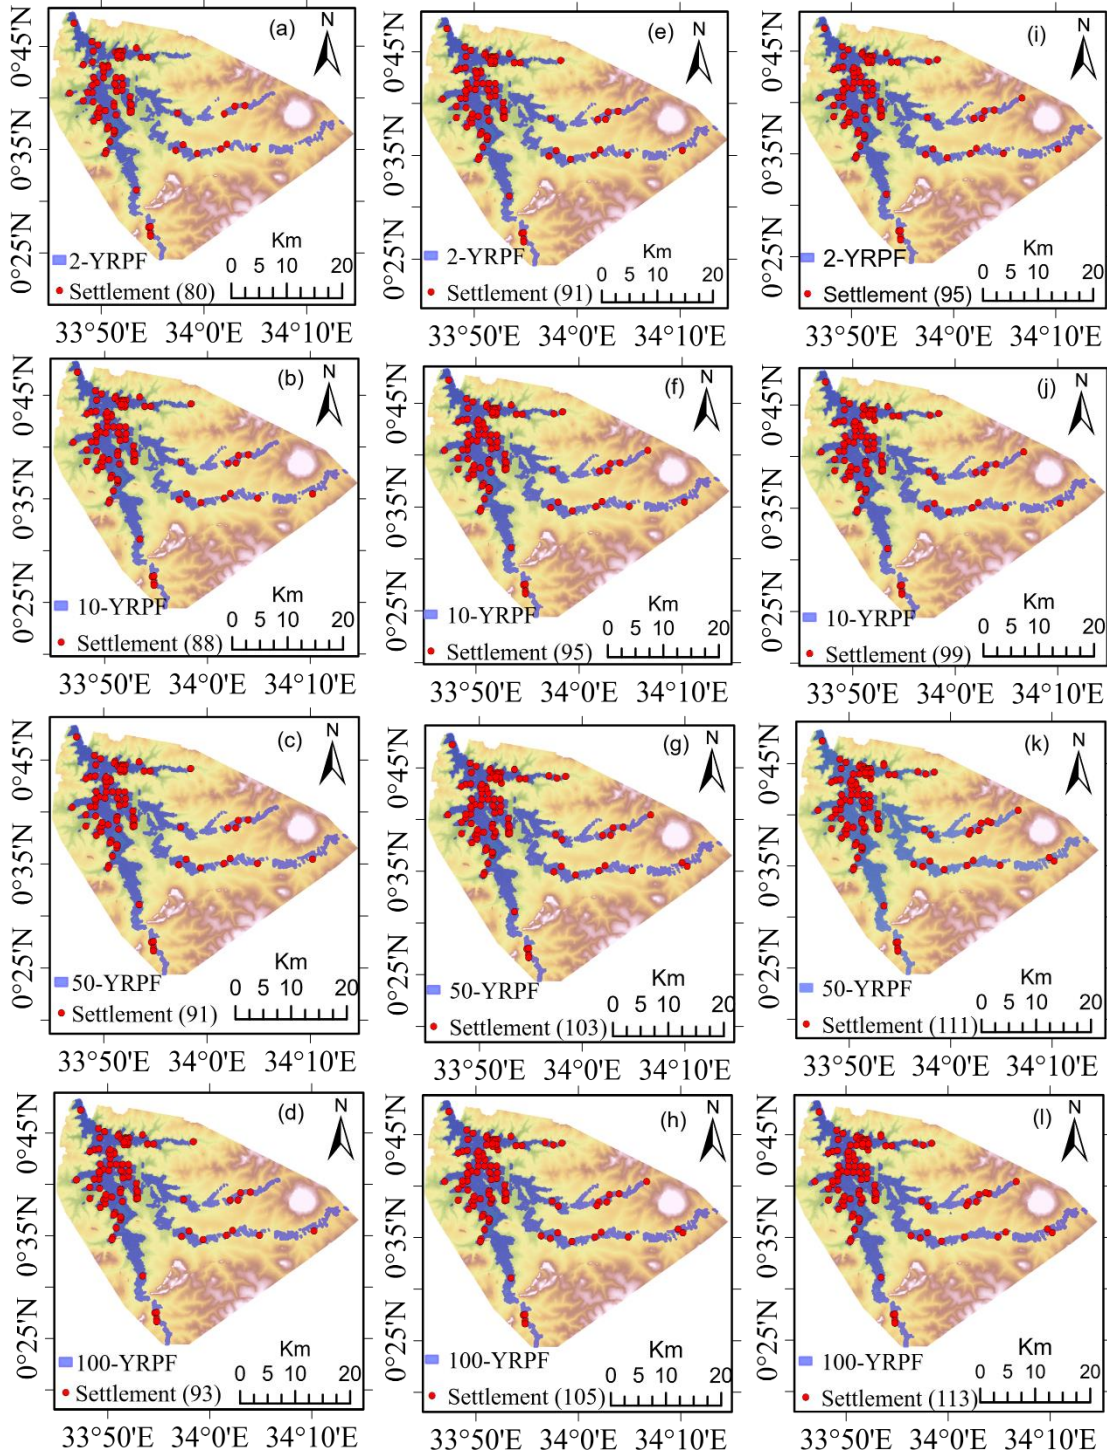 (a)
N
0°45'N
0°35'N
0°25'N
Km
2-YRPF
0 5 10 20
Settlement (80)
33°50'E 34°0'E 34°10'E
(e)
N
0°45'N
0°35'N
0°25'N
Km
2-YRPF
0 5 10 20
Settlement (91)
33°50'E 34°0'E 34°10'E
(i)
N
0°45'N
0°35'N
0°25'N
Km
2-YRPF
0 5 10 20
Settlement (95)
33°50'E 34°0'E 34°10'E
(b)
N
0°45'N
0°35'N
0°25'N
Km
10-YRPF
0 5 10 20
Settlement (88)
33°50'E 34°0'E 34°10'E
(f)
N
0°45'N
0°35'N
0°25'N
Km
10-YRPF
0 5 10 20
Settlement (95)
33°50'E 34°0'E 34°10'E
(j)
N
0°45'N
0°35'N
0°25'N
Km
10-YRPF
0 5 10 20
Settlement (99)
33°50'E 34°0'E 34°10'E
(c)
N
0°45'N
0°35'N
0°25'N
Km
50-YRPF
0 5 10 20
Settlement (91)
33°50'E 34°0'E 34°10'E
(g)
N
0°45'N
0°35'N
0°25'N
Km
50-YRPF
0 5 10 20
Settlement (103)
33°50'E 34°0'E 34°10'E
(k)
N
0°45'N
0°35'N
0°25'N
Km
50-YRPF
0 5 10 20
Settlement (111)
33°50'E 34°0'E 34°10'E
(d)
N
0°45'N
0°35'N
0°25'N
Km
100-YRPF
0 5 10 20
Settlement (93)
33°50'E 34°0'E 34°10'E
(h)
N
0°45'N
0°35'N
0°25'N
Km
100-YRPF
0 5 10 20
Settlement (105)
33°50'E 34°0'E 34°10'E
(l)
N
0°45'N
0°35'N
0°25'N
Km
100-YRPF
0 5 10 20
Settlement (113)
33°50'E 34°0'E 34°10'E